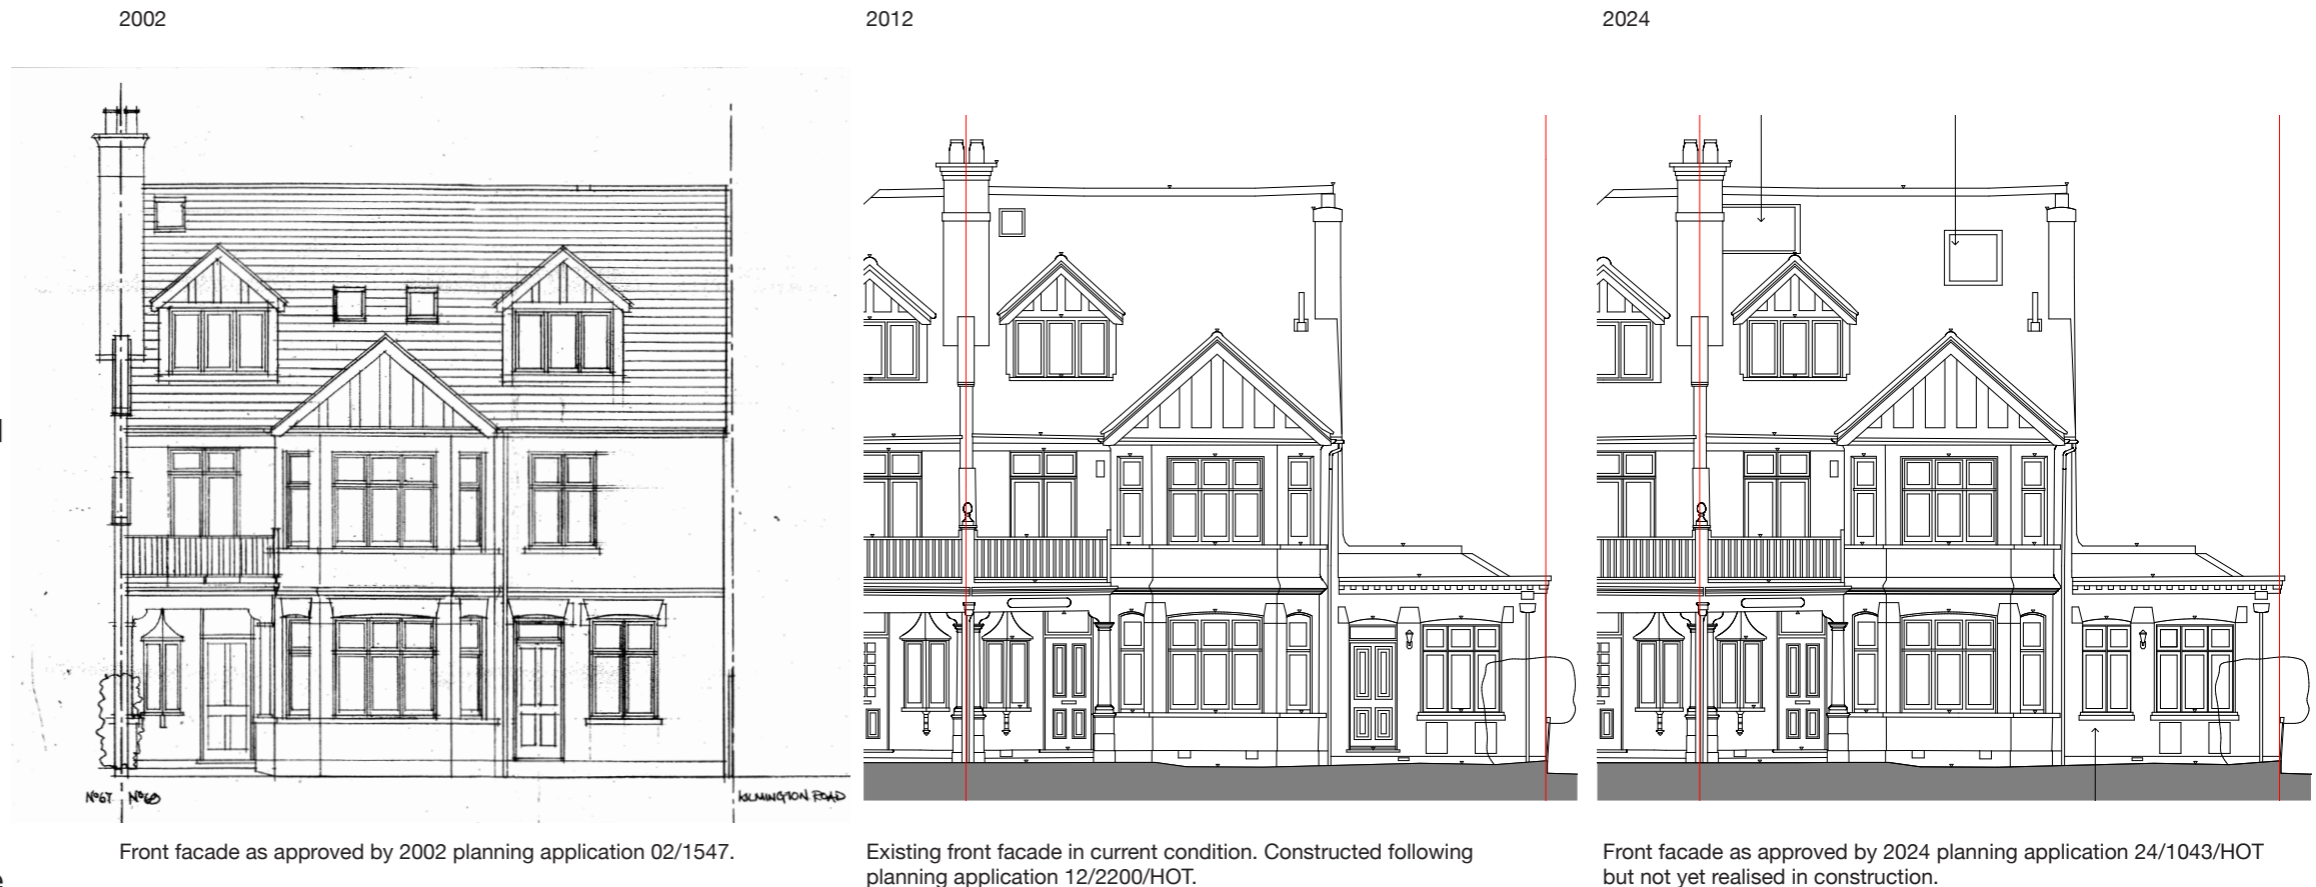 2002
2012
2024
Nº67 Nº69
KILMINGTON ROAD
Front facade as approved by 2002 planning application 02/1547.
Existing front facade in current condition. Constructed following
planning application 12/2200/HOT.
Front facade as approved by 2024 planning application 24/1043/HOT
but not yet realised in construction.